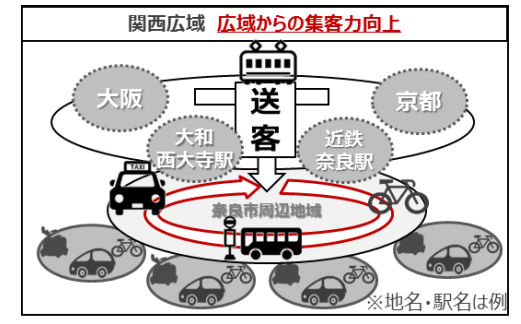 関西広域 広域からの集客力向上
大阪
京都
送
客
大和
西大寺駅
近鉄
奈良駅
TAXI
奈良市周辺地域
※地名・駅名は例